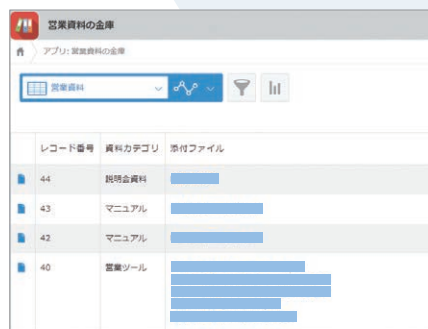 営業資料の金庫
アプリ: 営業資料の金庫
営業資料
レコード番号 資料カテゴリ 添付ファイル
44 説明会資料
43 マニュアル
42 マニュアル
40 営業ツール